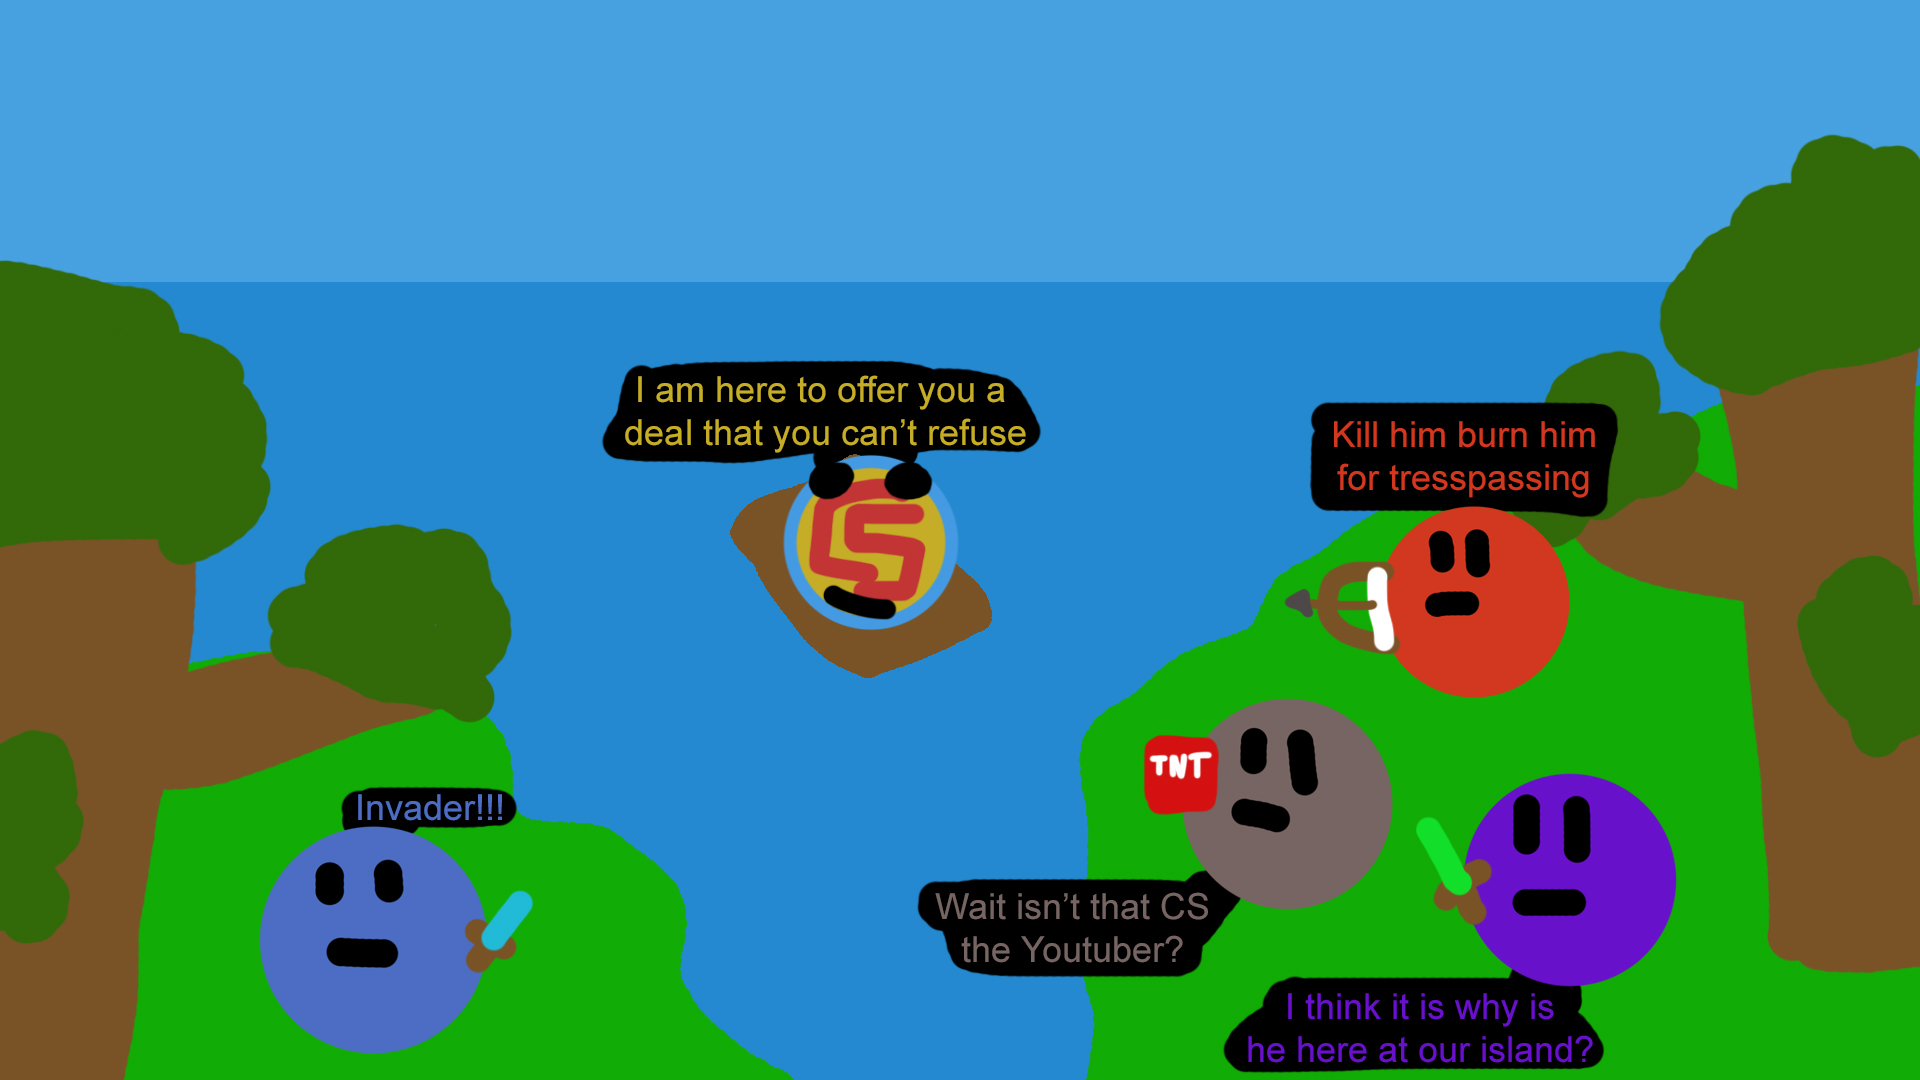 I am here to offer you a
deal that you can't refuse
CS
Kill him burn him
for tresspassing
TNT
Invader!!!
Wait isn't that CS
the Youtuber?
I think it is why is
he here at our island?